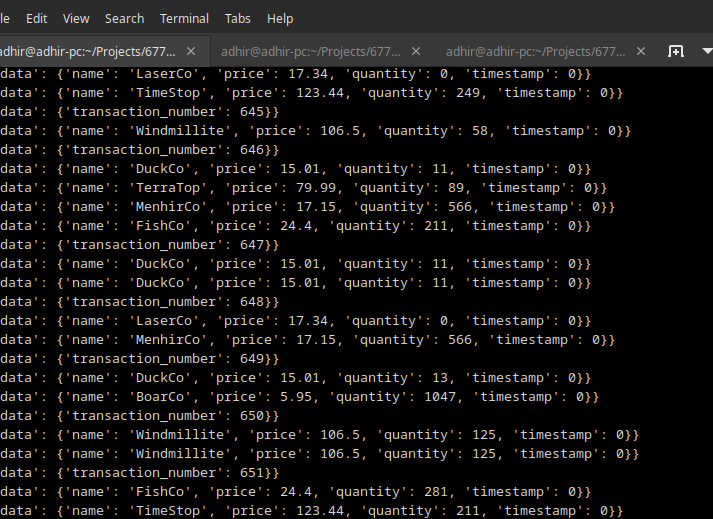 le Edit View Search Terminal Tabs Help
adhir@adhir-pc:~/Projects/677... × adhir@adhir-pc:~/Projects/677... × adhir@adhir-pc:~/Projects/677... ×
data': {'name': 'LaserCo', 'price': 17.34, 'quantity': 0, 'timestamp': 0}}
data': {'name': 'TimeStop', 'price': 123.44, 'quantity': 249, 'timestamp': 0}}
data': {'transaction_number': 645}}
data': {'name': 'Windmillite', 'price': 106.5, 'quantity': 58, 'timestamp': 0}}
data': {'transaction_number': 646}}
data': {'name': 'DuckCo', 'price': 15.01, 'quantity': 11, 'timestamp': 0}}
data': {'name': 'TerraTop', 'price': 79.99, 'quantity': 89, 'timestamp': 0}}
data': {'name': 'MenhirCo', 'price': 17.15, 'quantity': 566, 'timestamp': 0}}
data': {'name': 'FishCo', 'price': 24.4, 'quantity': 211, 'timestamp': 0}}
data': {'transaction_number': 647}}
data': {'name': 'DuckCo', 'price': 15.01, 'quantity': 11, 'timestamp': 0}}
data': {'name': 'DuckCo', 'price': 15.01, 'quantity': 11, 'timestamp': 0}}
data': {'transaction_number': 648}}
data': {'name': 'LaserCo', 'price': 17.34, 'quantity': 0, 'timestamp': 0}}
data': {'name': 'MenhirCo', 'price': 17.15, 'quantity': 566, 'timestamp': 0}}
data': {'transaction_number': 649}}
data': {'name': 'DuckCo', 'price': 15.01, 'quantity': 13, 'timestamp': 0}}
data': {'name': 'BoarCo', 'price': 5.95, 'quantity': 1047, 'timestamp': 0}}
data': {'transaction_number': 650}}
data': {'name': 'Windmillite', 'price': 106.5, 'quantity': 125, 'timestamp': 0}}
data': {'name': 'Windmillite', 'price': 106.5, 'quantity': 125, 'timestamp': 0}}
data': {'transaction_number': 651}}
data': {'name': 'FishCo', 'price': 24.4, 'quantity': 281, 'timestamp': 0}}
data': {'name': 'TimeStop', 'price': 123.44, 'quantity': 211, 'timestamp': 0}}